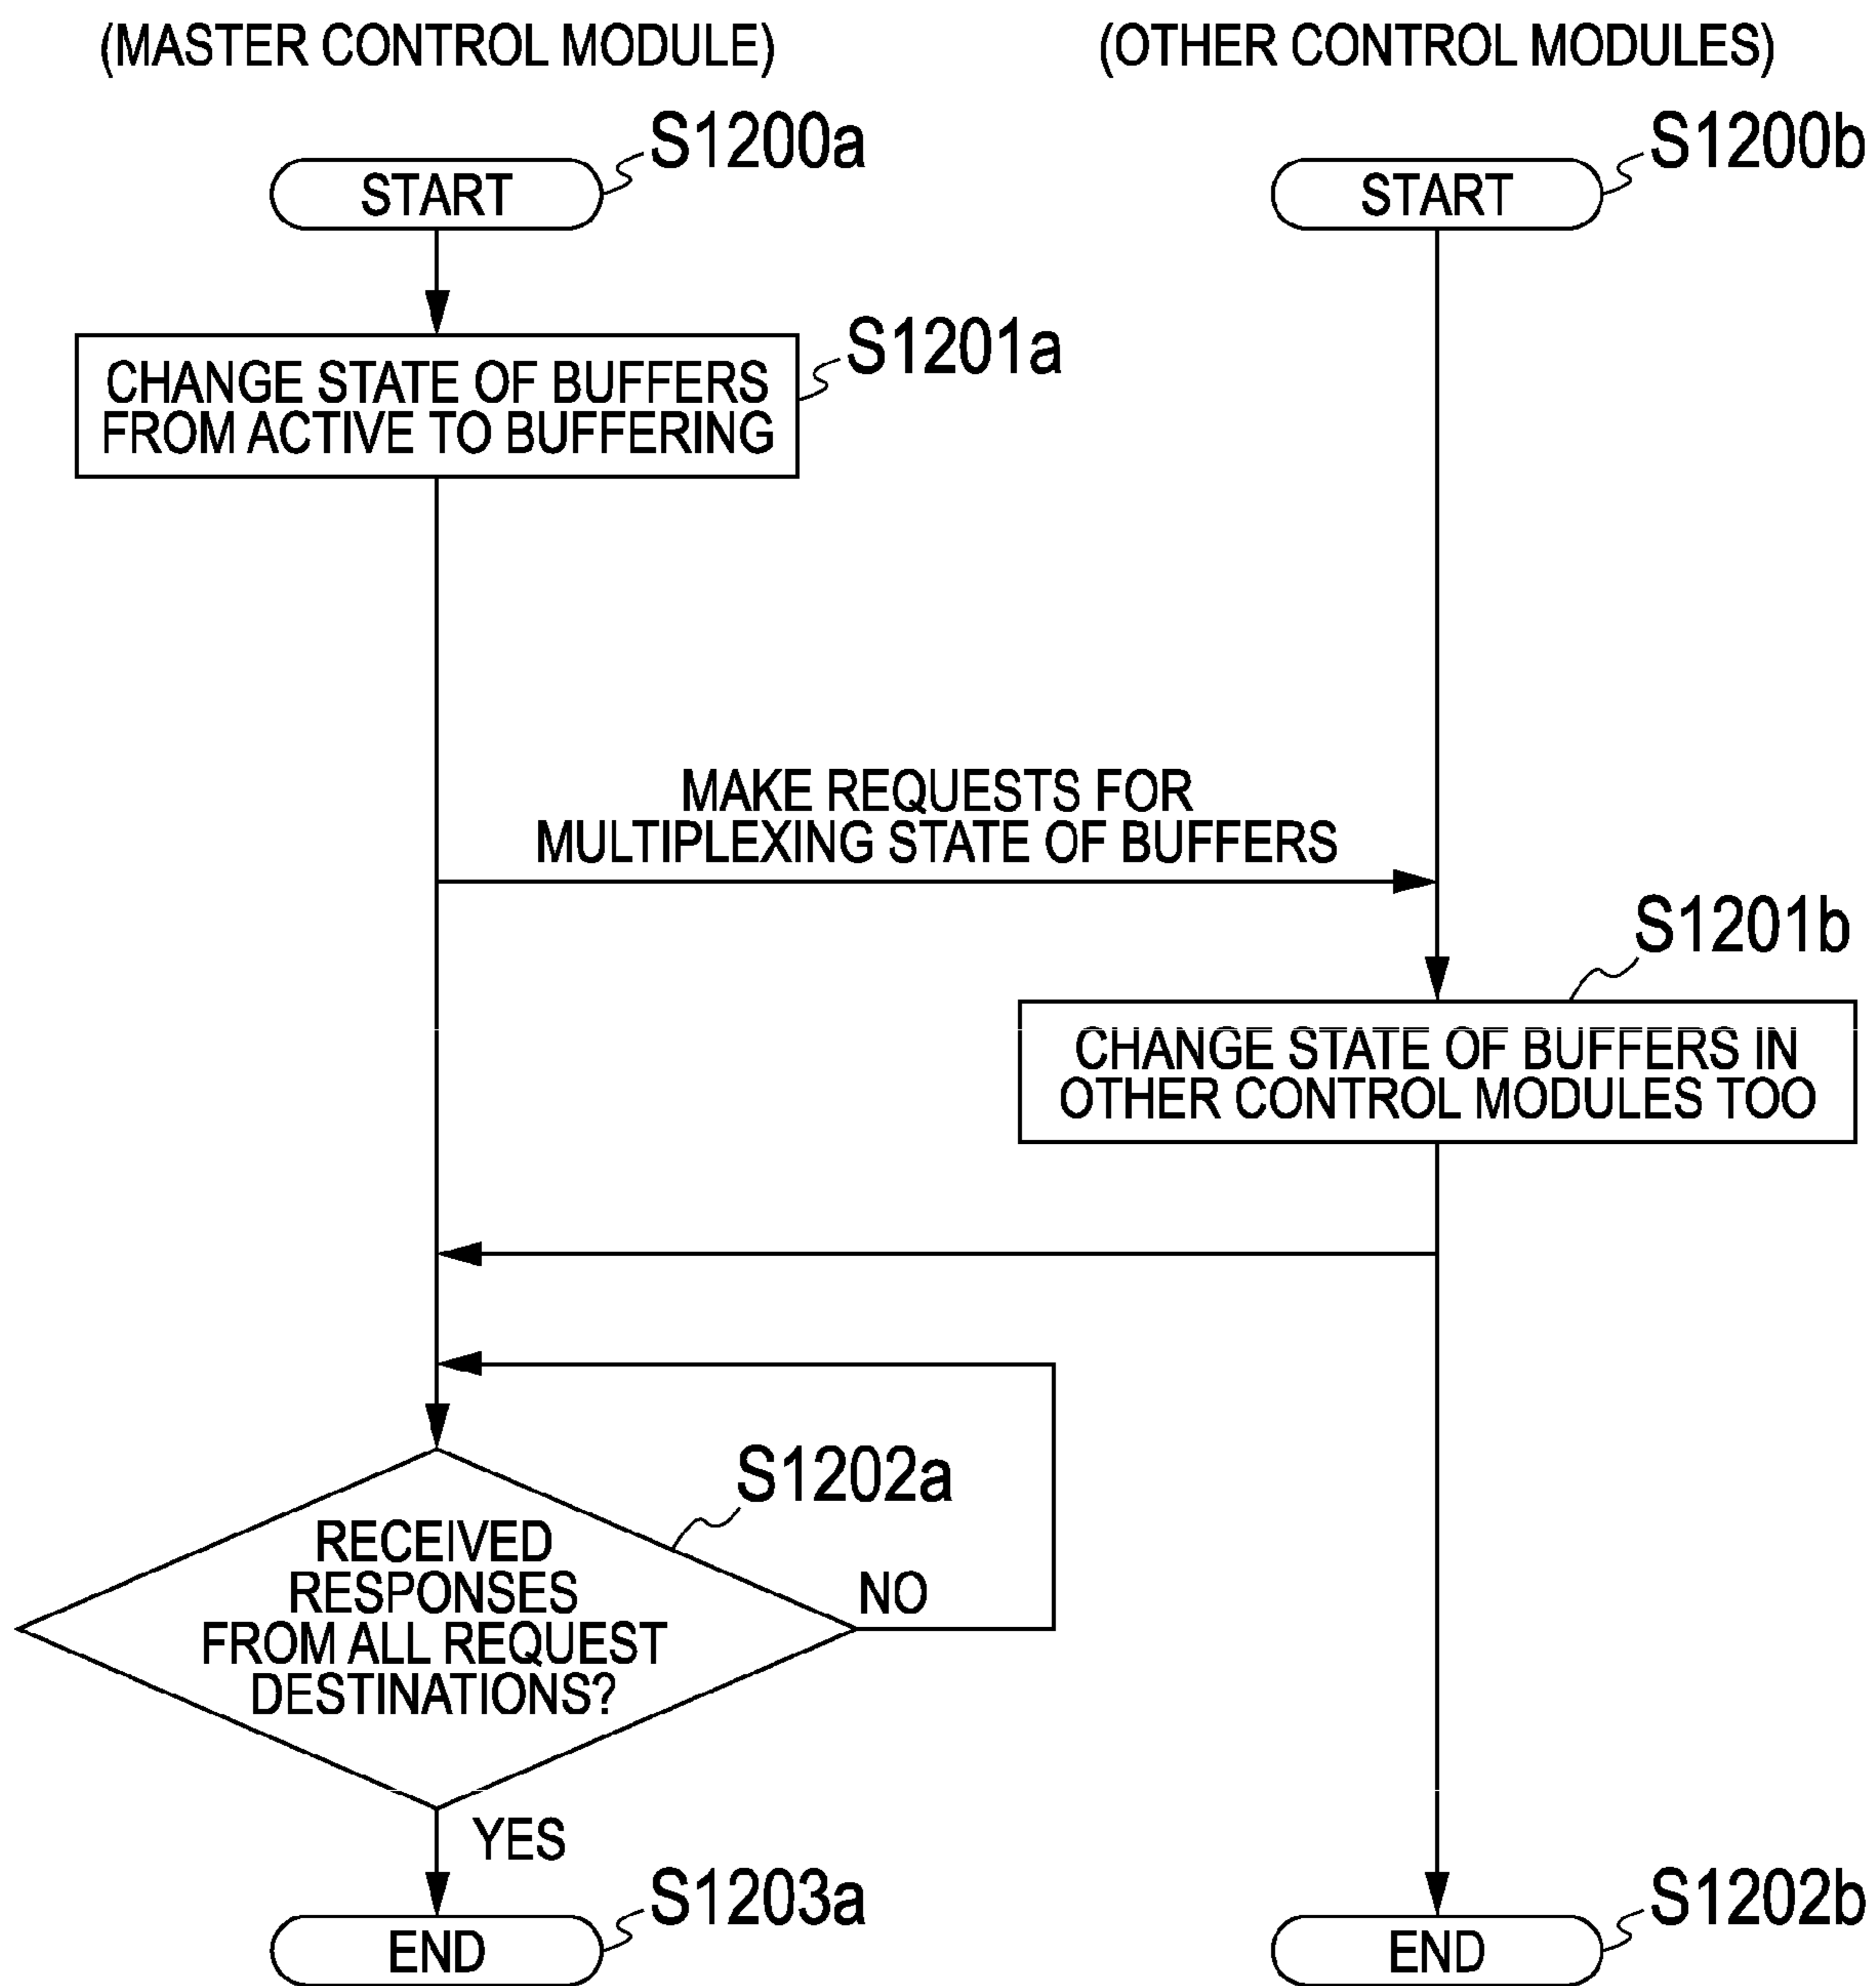 (MASTER CONTROL MODULE)
(OTHER CONTROL MODULES)
S1200a
S1200b
START
START
S1201a
CHANGE STATE OF BUFFERS
FROM ACTIVE TO BUFFERING
MAKE REQUESTS FOR
MULTIPLEXING STATE OF BUFFERS
S1201b
CHANGE STATE OF BUFFERS IN
OTHER CONTROL MODULES TOO
S1202a
RECEIVED
RESPONSES
FROM ALL REQUEST
DESTINATIONS?
NO
YES
S1203a
S1202b
END
END